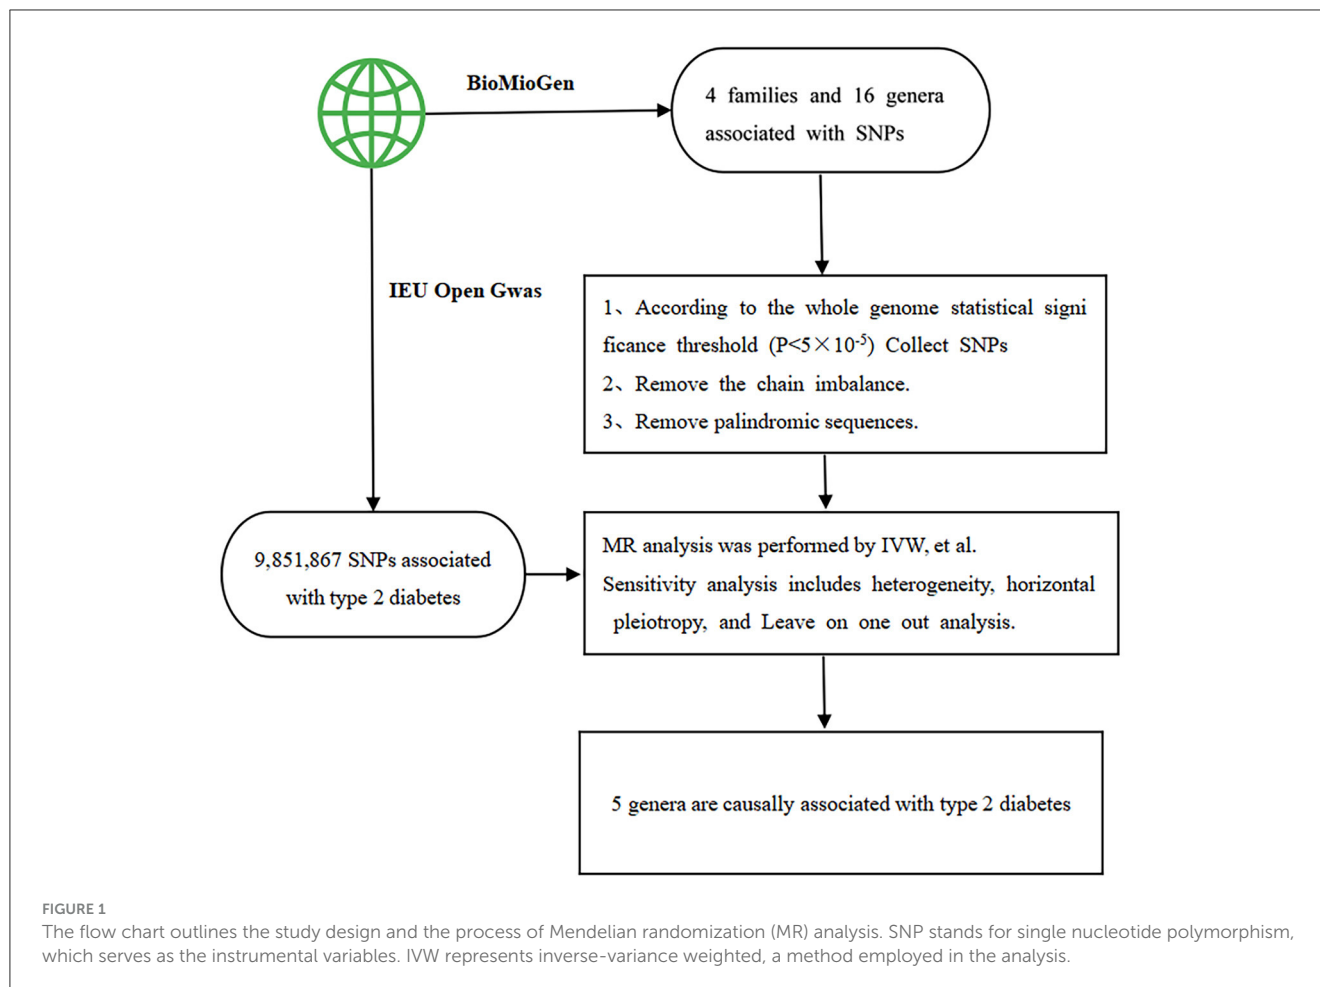 BioMioGen
4 families and 16 genera
associated with SNPs
IEU Open Gwas
1、According to the whole genome statistical signi
ficance threshold (P<5×10⁻⁵) Collect SNPs
2、Remove the chain imbalance.
3、Remove palindromic sequences.
9,851,867 SNPs associated
with type 2 diabetes
MR analysis was performed by IVW, et al.
Sensitivity analysis includes heterogeneity, horizontal
pleiotropy, and Leave on one out analysis.
5 genera are causally associated with type 2 diabetes
FIGURE 1
The flow chart outlines the study design and the process of Mendelian randomization (MR) analysis. SNP stands for single nucleotide polymorphism,
which serves as the instrumental variables. IVW represents inverse-variance weighted, a method employed in the analysis.